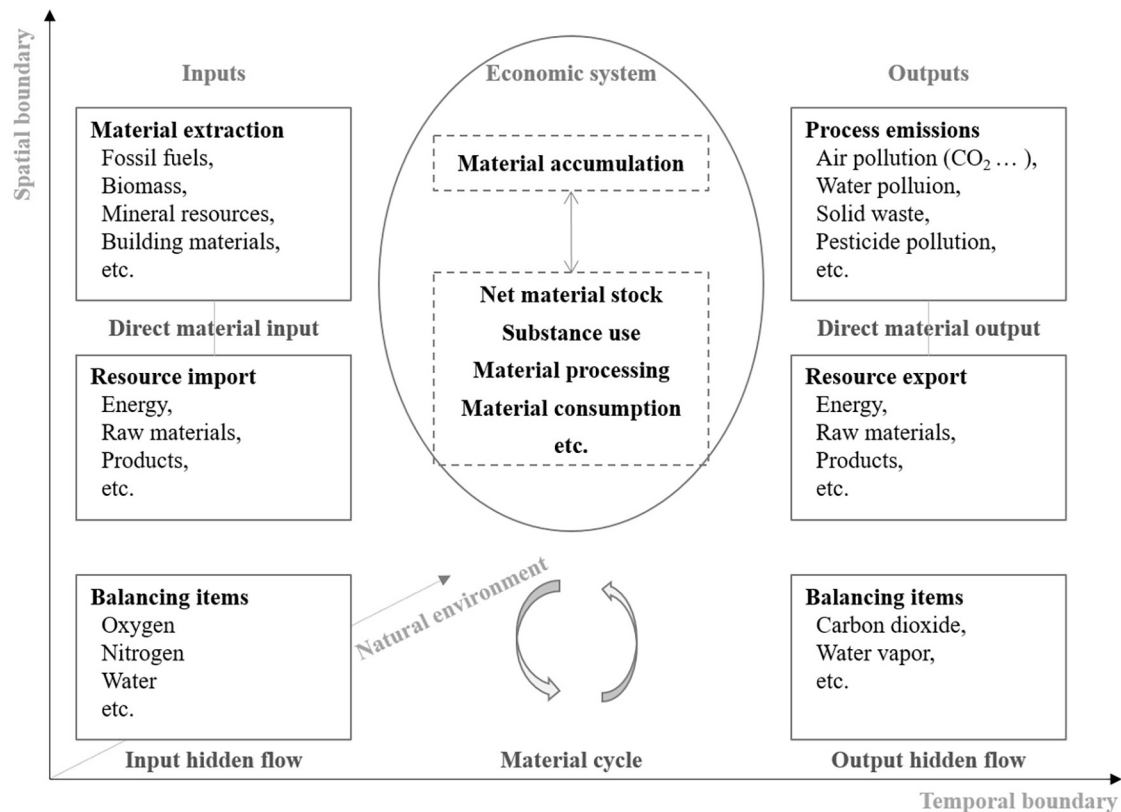 Spatial boundary
Inputs
Material extraction
Fossil fuels,
Biomass,
Mineral resources,
Building materials,
etc.
Direct material input
Resource import
Energy,
Raw materials,
Products,
etc.
Balancing items
Oxygen
Nitrogen
Water
etc.
Input hidden flow
Economic system
Material accumulation
Net material stock
Substance use
Material processing
Material consumption
etc.
Natural environment
Material cycle
Outputs
Process emissions
Air pollution (CO₂ … ),
Water polluion,
Solid waste,
Pesticide pollution,
etc.
Direct material output
Resource export
Energy,
Raw materials,
Products,
etc.
Balancing items
Carbon dioxide,
Water vapor,
etc.
Output hidden flow
Temporal boundary